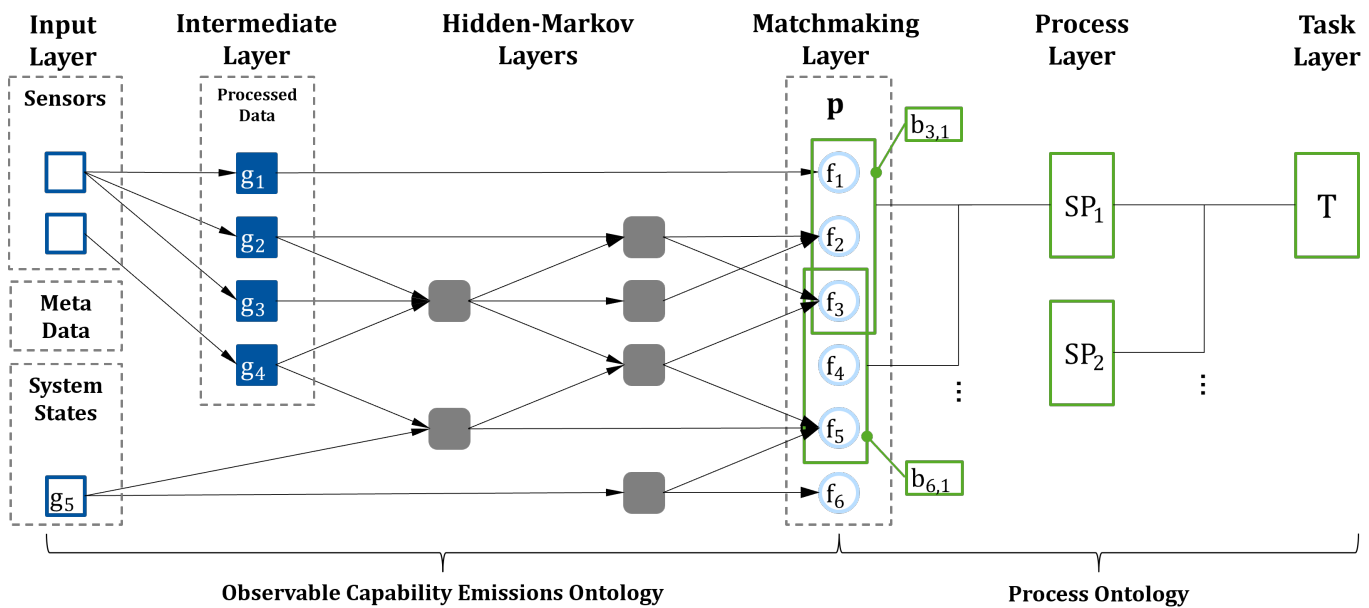 Input
Layer
Intermediate
Layer
Hidden-Markov
Layers
Matchmaking
Layer
Process
Layer
Task
Layer
Sensors
Processed
Data
p
b3,1
g1
f1
SP1
T
g2
f2
Meta
Data
g3
f3
SP2
System
States
g4
f4
...
...
f5
g5
f6
b6,1
Observable Capability Emissions Ontology
Process Ontology